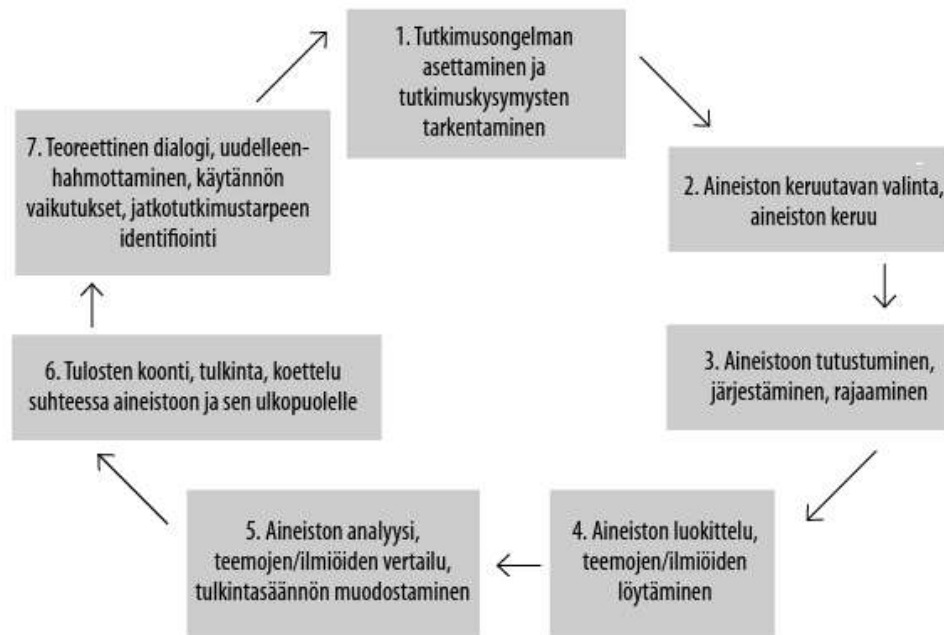 1. Tutkimusongelman
asettaminen ja
tutkimuskysymysten
tarkentaminen
2. Aineiston keruutavan valinta,
aineiston keruu
3. Aineistoon tutustuminen,
järjestäminen, rajaaminen
4. Aineiston luokittelu,
teemojen/ilmiöiden
löytäminen
5. Aineiston analyysi,
teemojen/ilmiöiden vertailu,
tulkintasäännön muodostaminen
6. Tulosten koonti, tulkinta, koettelu
suhteessa aineistoon ja sen ulkopuolelle
7. Teoreettinen dialogi, uudelleen-
hahmottaminen, käytännön
vaikutukset, jatkotutkimustarpeen
identifiointi